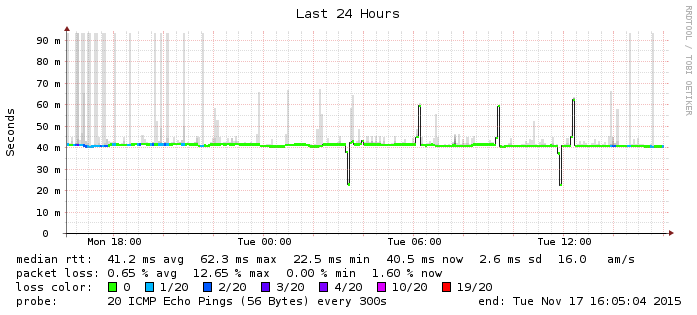 Last 24 Hours
RRDTOOL / TOBI OETIKER
Seconds
90 m
80 m
70 m
60 m
50 m
40 m
30 m
20 m
10 m
0
Mon 18:00 Tue 00:00 Tue 06:00 Tue 12:00
median rtt: 41.2 ms avg 62.3 ms max 22.5 ms min 40.5 ms now 2.6 ms sd 16.0 am/s
packet loss: 0.65 % avg 12.65 % max 0.00 % min 1.60 % now
loss color: 0 1/20 2/20 3/20 4/20 10/20 19/20
probe: 20 ICMP Echo Pings (56 Bytes) every 300s end: Tue Nov 17 16:05:04 2015